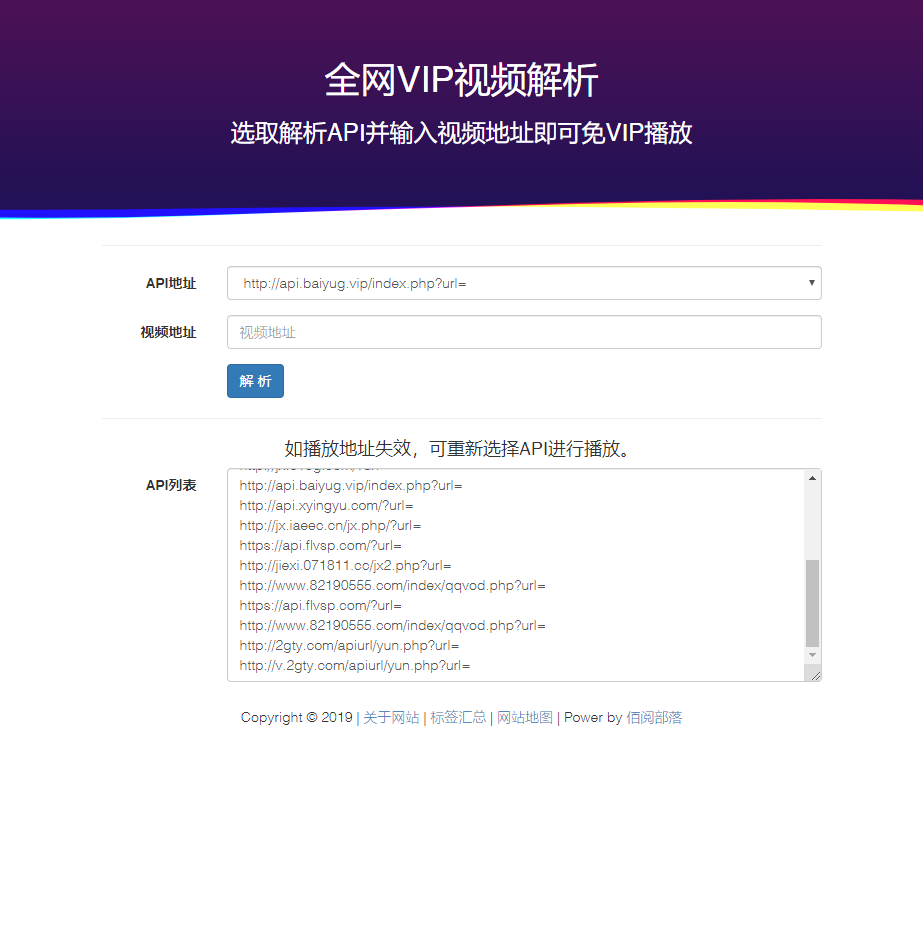 全网VIP视频解析
选取解析API并输入视频地址即可免VIP播放
API地址
http://api.baiyug.vip/index.php?url=
视频地址
视频地址
解 析
如播放地址失效，可重新选择API进行播放。
API列表
http://api.baiyug.vip/index.php?url=
http://api.xyingyu.com/?url=
http://jx.iaeec.cn/jx.php/?url=
https://api.flvsp.com/?url=
http://jiexi.071811.cc/jx2.php?url=
http://www.82190555.com/index/qqvod.php?url=
https://api.flvsp.com/?url=
http://www.82190555.com/index/qqvod.php?url=
http://2gty.com/apiurl/yun.php?url=
http://v.2gty.com/apiurl/yun.php?url=
Copyright © 2019 | 关于网站 | 标签汇总 | 网站地图 | Power by 佰阅部落